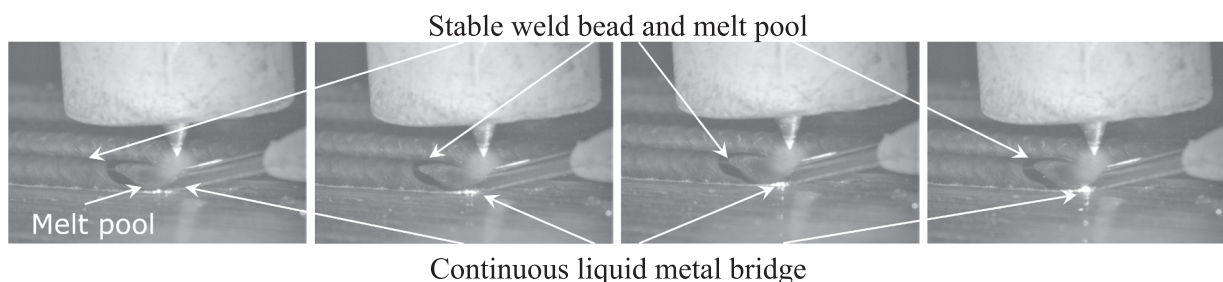 Stable weld bead and melt pool
Melt pool
Continuous liquid metal bridge